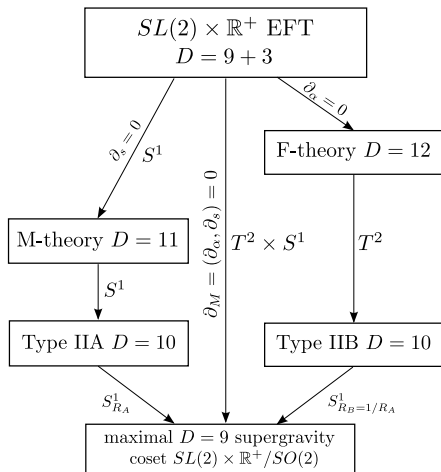 SL(2) × ℝ⁺ EFT
D = 9 + 3
∂ₛ = 0
S¹
∂_α = 0
M-theory D = 11
F-theory D = 12
∂_M = (∂_α, ∂ₛ) = 0
T² × S¹
S¹
T²
Type IIA D = 10
Type IIB D = 10
S¹_{R_A}
S¹_{R_B=1/R_A}
maximal D = 9 supergravity
coset SL(2) × ℝ⁺/SO(2)